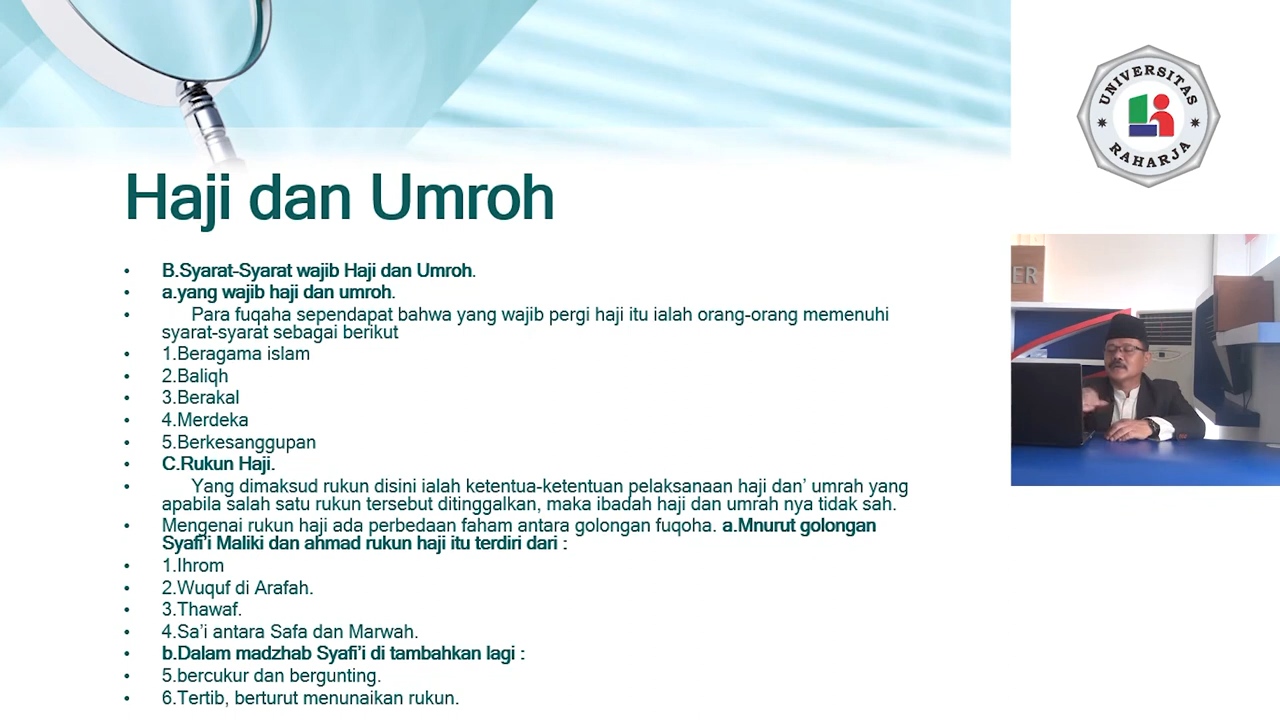 UNIVERSITAS
RAHARJA
Haji dan Umroh
• B.Syarat-Syarat wajib Haji dan Umroh.
• a.yang wajib haji dan umroh.
• Para fuqaha sependapat bahwa yang wajib pergi haji itu ialah orang-orang memenuhi
syarat-syarat sebagai berikut
• 1.Beragama islam
• 2.Baliqh
• 3.Berakal
• 4.Merdeka
• 5.Berkesanggupan
• C.Rukun Haji.
• Yang dimaksud rukun disini ialah ketentua-ketentuan pelaksanaan haji dan’ umrah yang
apabila salah satu rukun tersebut ditinggalkan, maka ibadah haji dan umrah nya tidak sah.
• Mengenai rukun haji ada perbedaan faham antara golongan fuqoha. a.Mnurut golongan
Syafi’i Maliki dan ahmad rukun haji itu terdiri dari :
• 1.Ihrom
• 2.Wuquf di Arafah.
• 3.Thawaf.
• 4.Sa’i antara Safa dan Marwah.
• b.Dalam madzhab Syafi’i di tambahkan lagi :
• 5.bercukur dan bergunting.
• 6.Tertib, berturut menunaikan rukun.
ER